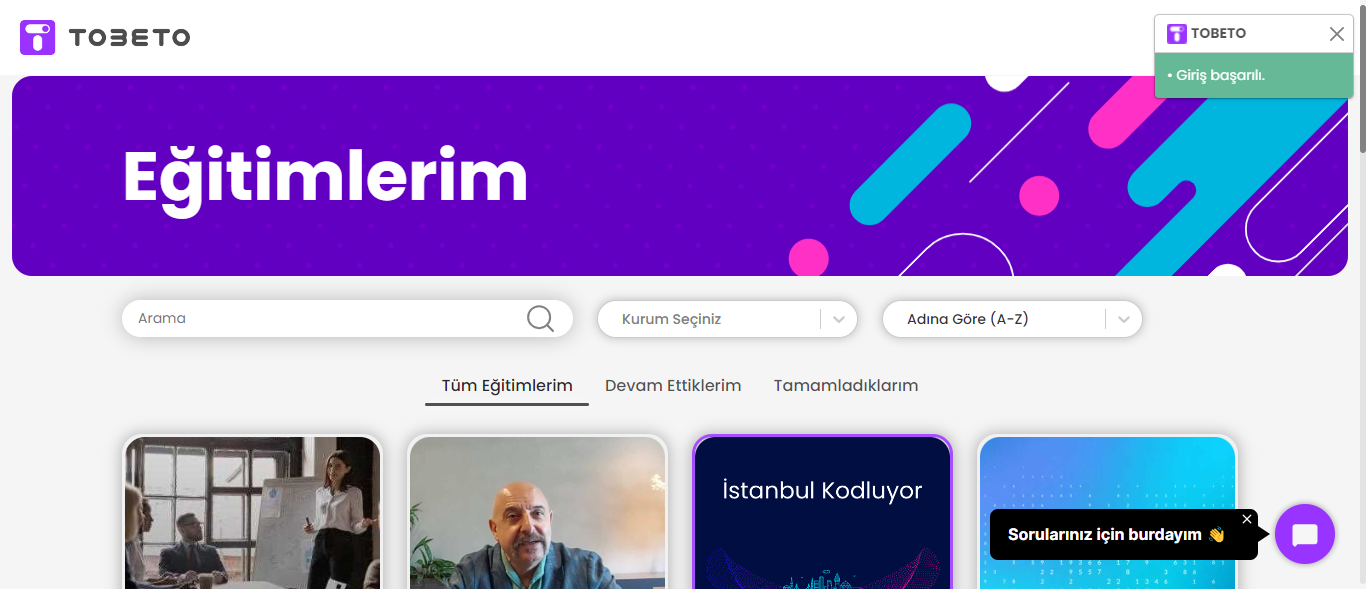 TOBETO
TOBETO
• Giriş başarılı.
Eğitimlerim
Arama
Kurum Seçiniz
Adına Göre (A-Z)
Tüm Eğitimlerim
Devam Ettiklerim
Tamamladıklarım
İstanbul Kodluyor
Sorularınız için burdayım 👋